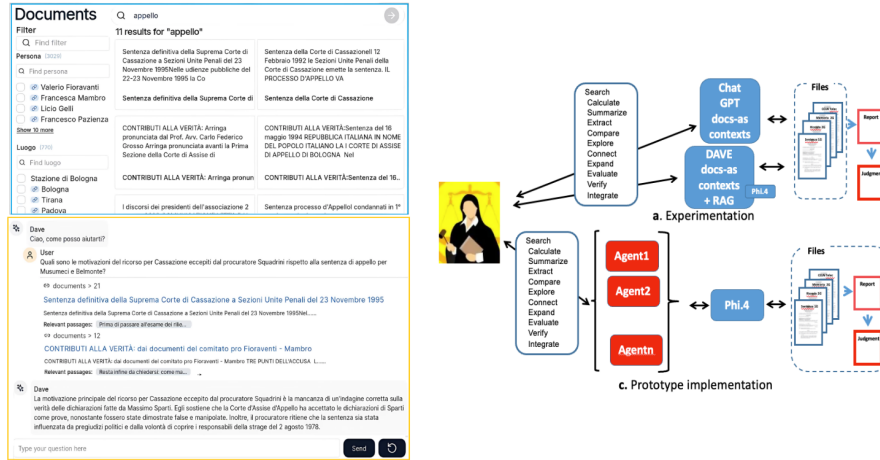 Documents
Filter
Find filter
Persona (3029)
Find persona
Valerio Fioravanti
Francesca Mambro
Licio Gelli
Francesco Pazienza
Show 10 more
Luogo
Find luogo
Stazione di Bologna
Bologna
Tirana
Padova
appello
11 results for "appello"
Sentenza definitiva della Suprema Corte di
Cassazione a Sezioni Unite Penali del 23
Novembre 1995Nelle udienze pubbliche del
22-23 Novembre 1995 la Co
Sentenza definitiva della Suprema Corte di
Sentenza della Corte di Cassazionell 12
Febbraio 1992 le Sezioni Unite Penali della
Corte di Cassazione emette la sentenza. IL
PROCESSO D'APPELLO VA
Sentenza della Corte di Cassazione
CONTRIBUTI ALLA VERITÀ: Arringa
pronunciata dal Prof. Avv. Carlo Federico
Grosso Arringa pronunciata avanti la Prima
Sezione della Corte di Assise di
CONTRIBUTI ALLA VERITÀ: Arringa pronun
CONTRIBUTI ALLA VERITÀ:Sentenza del 16
maggio 1994 REPUBBLICA ITALIANA IN NOME
DEL POPOLO ITALIANO LA I CORTE DI ASSISE
DI APPELLO DI BOLOGNA Nel
CONTRIBUTI ALLA VERITÀ:Sentenza del 16..
I discorsi dei presidenti dell'associazione 2
Sentenza processo d'Appello condannati in 1°
Dave
Ciao, come posso aiutarti?
User
Quali sono le motivazioni del ricorso per Cassazione eccepiti dal procuratore Squadrini rispetto alla sentenza di appello per
Musumeci e Belmonte?
documents > 21
Sentenza definitiva della Suprema Corte di Cassazione a Sezioni Unite Penali del 23 Novembre 1995
Sentenza definitiva della Suprema Corte di Cassazione a Sezioni Unite Penali del 23 Novembre 1995Nel......
Relevant passages: Prima di passare all'esame dei rile...
documents > 12
CONTRIBUTI ALLA VERITÀ: dai documenti del comitato pro Fioraventi - Mambro
CONTRIBUTI ALLA VERITÀ: dai documenti del comitato pro Fioraventi - Mambro TRE PUNTI DELL'ACCUSA L......
Relevant passages: Resta infine da chiedersi: come ma...
Dave
La motivazione principale del ricorso per Cassazione eccepito dal procuratore Squadrini è la mancanza di un'indagine corretta sulla
verità delle dichiarazioni fatte da Massimo Sparti. Egli sostiene che la Corte d'Assise d'Appello ha accettato le dichiarazioni di Sparti
come prove, nonostante fossero state dimostrate false e manipolate. Inoltre, il procuratore ritiene che la sentenza sia stata
influenzata da pregiudizi politici e dalla volontà di coprire i responsabili della strage del 2 agosto 1978.
Type your question here
Send
Search
Calculate
Summarize
Extract
Compare
Explore
Connect
Expand
Evaluate
Verify
Integrate
Chat
GPT
docs-as
contexts
DAVE
docs-as
contexts
+ RAG
Phi.4
Files
Report
Judgment
a. Experimentation
Search
Calculate
Summarize
Extract
Compare
Explore
Connect
Expand
Evaluate
Verify
Integrate
Agent1
Agent2
Agentn
Phi.4
Files
Report
Judgment
c. Prototype implementation